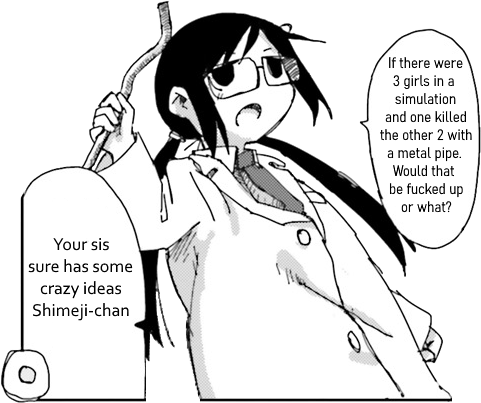 If there were
3 girls in a
simulation
and one killed
the other 2 with
a metal pipe.
Would that
be fucked up
or what?
Your sis
sure has some
crazy ideas
Shimeji-chan